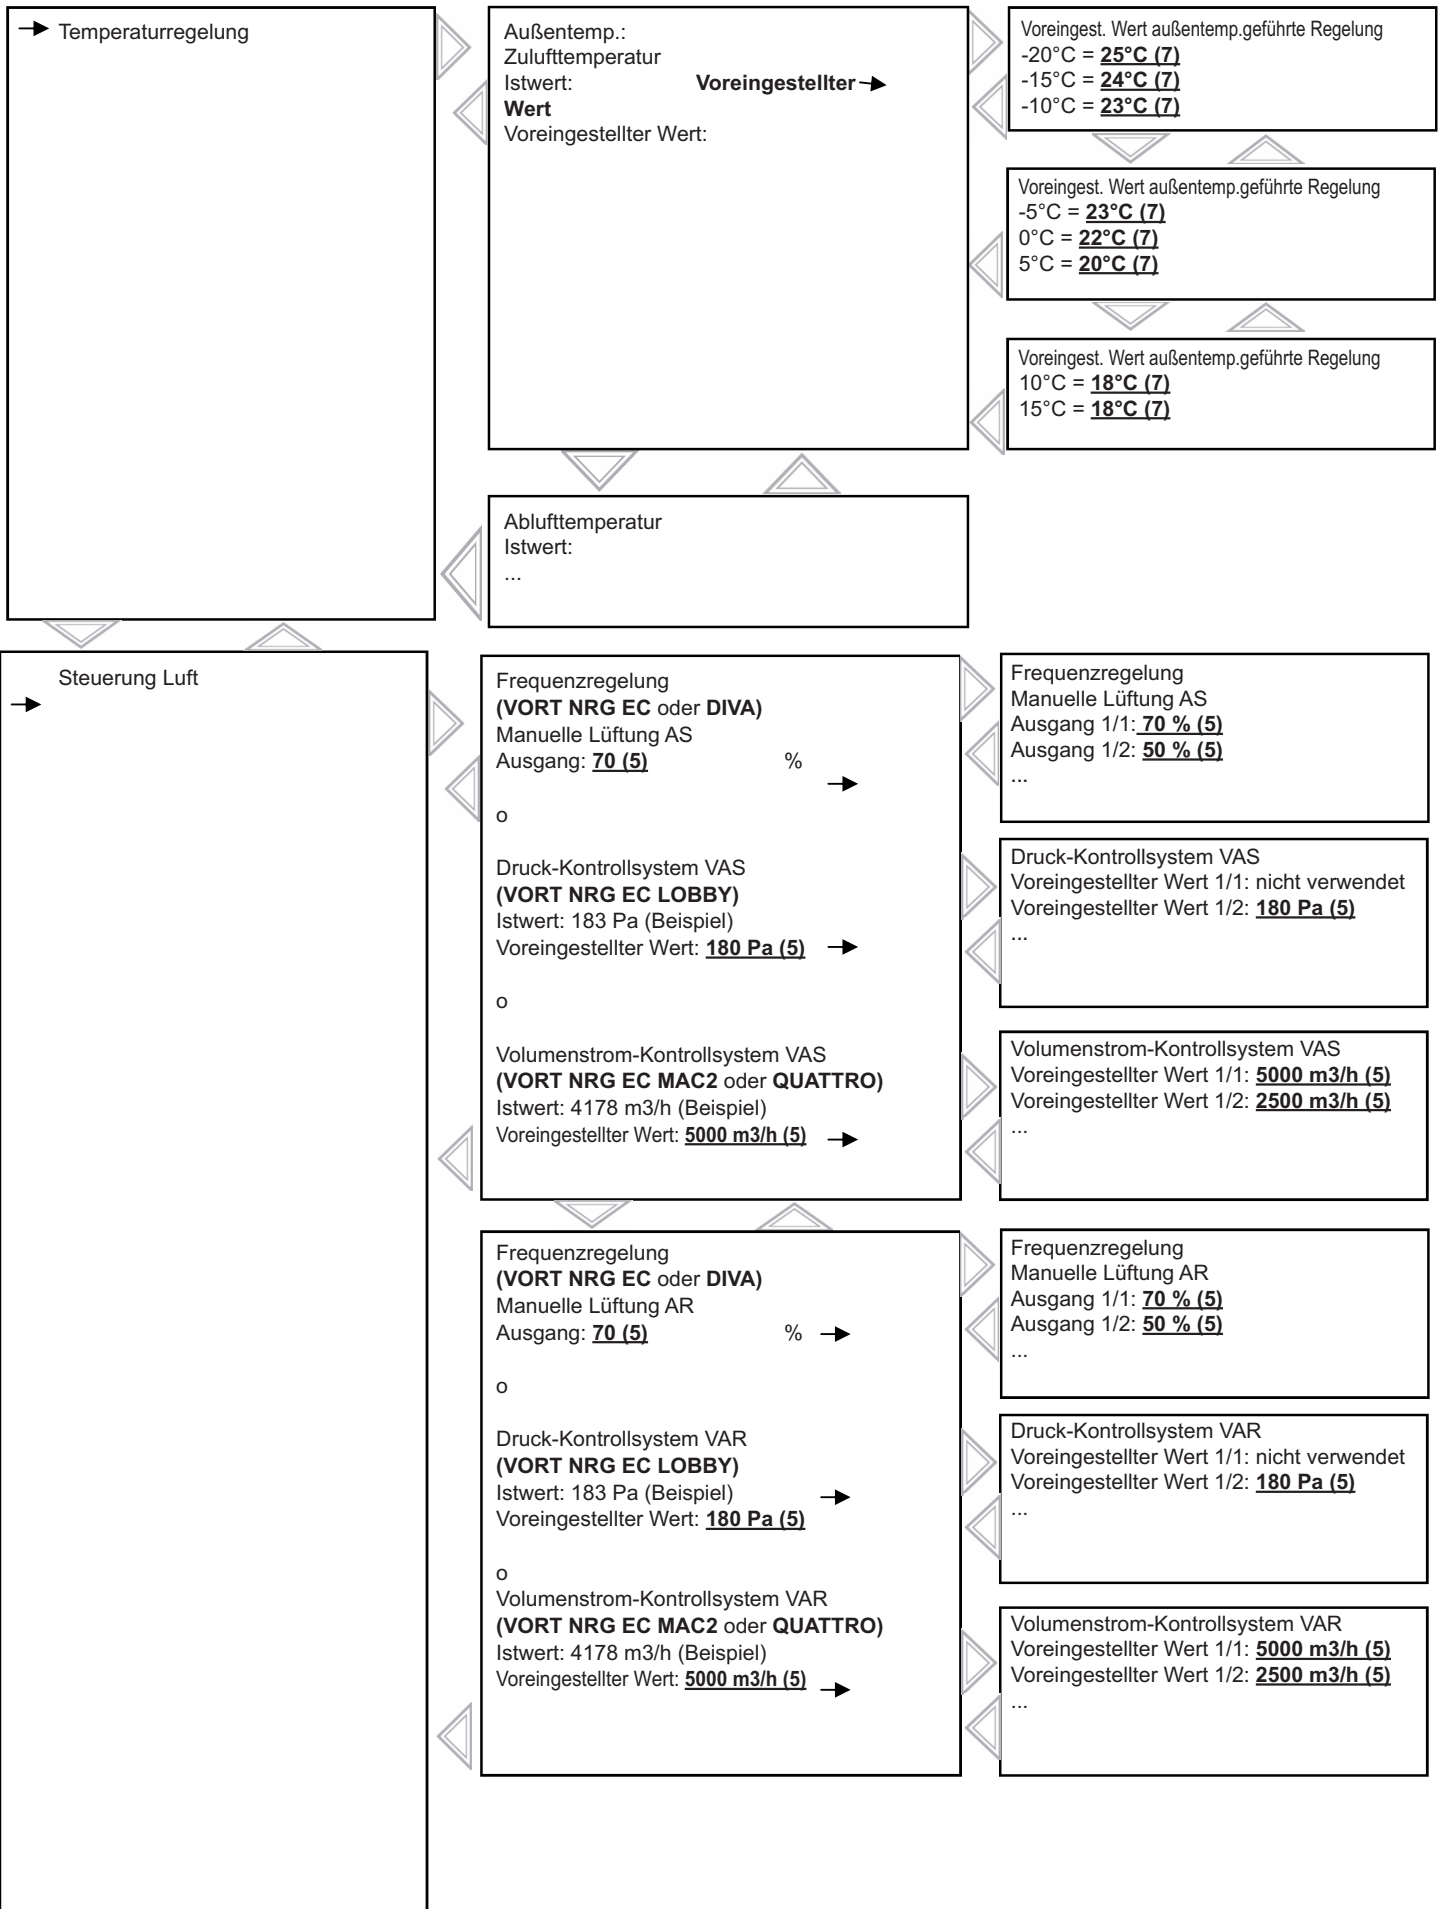 Temperaturregelung
Außentemp.:
Zulufttemperatur
Istwert: Voreingestellter
Wert
Voreingestellter Wert:
Voreingest. Wert außentemp.geführte Regelung
-20°C = 25°C (7)
-15°C = 24°C (7)
-10°C = 23°C (7)
Voreingest. Wert außentemp.geführte Regelung
-5°C = 23°C (7)
0°C = 22°C (7)
5°C = 20°C (7)
Voreingest. Wert außentemp.geführte Regelung
10°C = 18°C (7)
15°C = 18°C (7)
Ablufttemperatur
Istwert:
...
Steuerung Luft
Frequenzregelung
(VORT NRG EC oder DIVA)
Manuelle Lüftung AS
Ausgang: 70 (5) %
o
Druck-Kontrollsystem VAS
(VORT NRG EC LOBBY)
Istwert: 183 Pa (Beispiel)
Voreingestellter Wert: 180 Pa (5)
o
Volumenstrom-Kontrollsystem VAS
(VORT NRG EC MAC2 oder QUATTRO)
Istwert: 4178 m3/h (Beispiel)
Voreingestellter Wert: 5000 m3/h (5)
Frequenzregelung
Manuelle Lüftung AS
Ausgang 1/1: 70 % (5)
Ausgang 1/2: 50 % (5)
...
Druck-Kontrollsystem VAS
Voreingestellter Wert 1/1: nicht verwendet
Voreingestellter Wert 1/2: 180 Pa (5)
...
Volumenstrom-Kontrollsystem VAS
Voreingestellter Wert 1/1: 5000 m3/h (5)
Voreingestellter Wert 1/2: 2500 m3/h (5)
...
Frequenzregelung
(VORT NRG EC oder DIVA)
Manuelle Lüftung AR
Ausgang: 70 (5) %
o
Druck-Kontrollsystem VAR
(VORT NRG EC LOBBY)
Istwert: 183 Pa (Beispiel)
Voreingestellter Wert: 180 Pa (5)
o
Volumenstrom-Kontrollsystem VAR
(VORT NRG EC MAC2 oder QUATTRO)
Istwert: 4178 m3/h (Beispiel)
Voreingestellter Wert: 5000 m3/h (5)
Frequenzregelung
Manuelle Lüftung AR
Ausgang 1/1: 70 % (5)
Ausgang 1/2: 50 % (5)
...
Druck-Kontrollsystem VAR
Voreingestellter Wert 1/1: nicht verwendet
Voreingestellter Wert 1/2: 180 Pa (5)
...
Volumenstrom-Kontrollsystem VAR
Voreingestellter Wert 1/1: 5000 m3/h (5)
Voreingestellter Wert 1/2: 2500 m3/h (5)
...